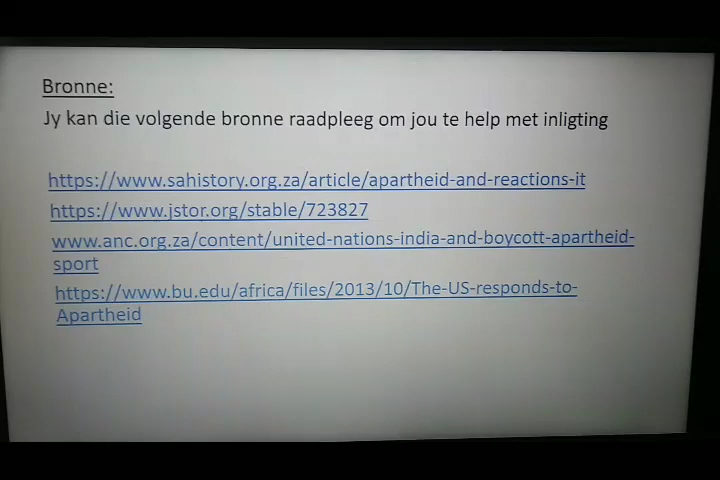 Bronne:
Jy kan die volgende bronne raadpleeg om jou te help met inligting
https://www.sahistory.org.za/article/apartheid-and-reactions-it
https://www.jstor.org/stable/723827
www.anc.org.za/content/united-nations-india-and-boycott-apartheid-
sport
https://www.bu.edu/africa/files/2013/10/The-US-responds-to-
Apartheid